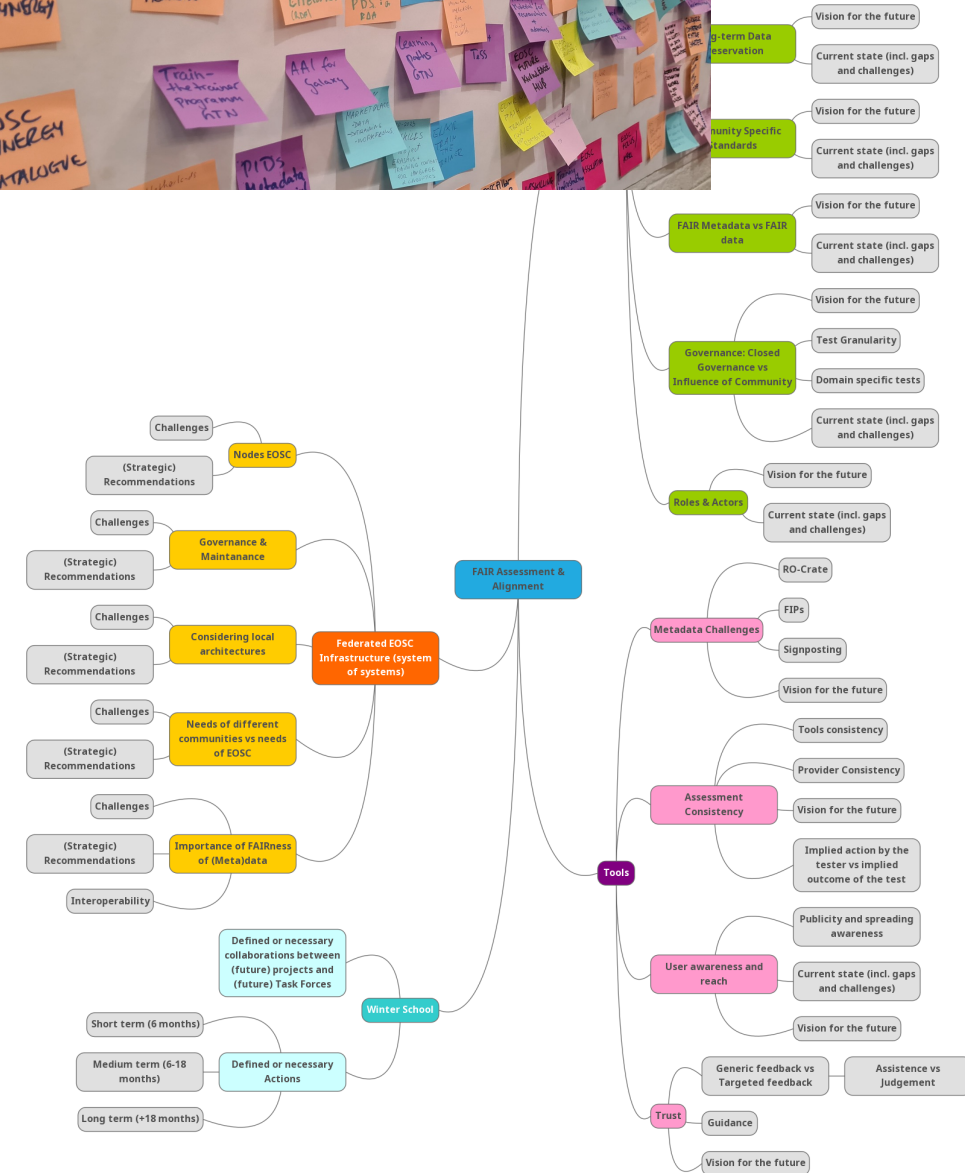 Train-
the trainer
Programm
GTN
AAI for
Galaxy
Learning
paths
GTN
TOSS
EOSC
FUTURE
KNOWLEDGE
HUB
PIDs
Metadata
MARKETPLACE
Vision for the future
g-term Data
eservation
Current state (incl. gaps
and challenges)
Vision for the future
munity Specific
tandards
Current state (incl. gaps
and challenges)
Vision for the future
FAIR Metadata vs FAIR
data
Current state (incl. gaps
and challenges)
Vision for the future
Test Granularity
Governance: Closed
Governance vs
Influence of Community
Domain specific tests
Current state (incl. gaps
and challenges)
Vision for the future
Roles & Actors
Current state (incl. gaps
and challenges)
Challenges
Nodes EOSC
(Strategic)
Recommendations
Challenges
Governance &
Maintanance
(Strategic)
Recommendations
Challenges
Considering local
architectures
(Strategic)
Recommendations
Challenges
Needs of different
communities vs needs
of EOSC
(Strategic)
Recommendations
Challenges
(Strategic)
Recommendations
Importance of FAIRness
of (Meta)data
Interoperability
Federated EOSC
Infrastructure (system
of systems)
FAIR Assessment &
Alignment
Defined or necessary
collaborations between
(future) projects and
(future) Task Forces
Winter School
Short term (6 months)
Medium term (6-18
months)
Long term (+18 months)
Defined or necessary
Actions
Tools
RO-Crate
FIPs
Metadata Challenges
Signposting
Vision for the future
Tools consistency
Provider Consistency
Assessment
Consistency
Vision for the future
Implied action by the
tester vs implied
outcome of the test
Publicity and spreading
awareness
User awareness and
reach
Current state (incl. gaps
and challenges)
Vision for the future
Generic feedback vs
Targeted feedback
Assistence vs
Judgement
Trust
Guidance
Vision for the future